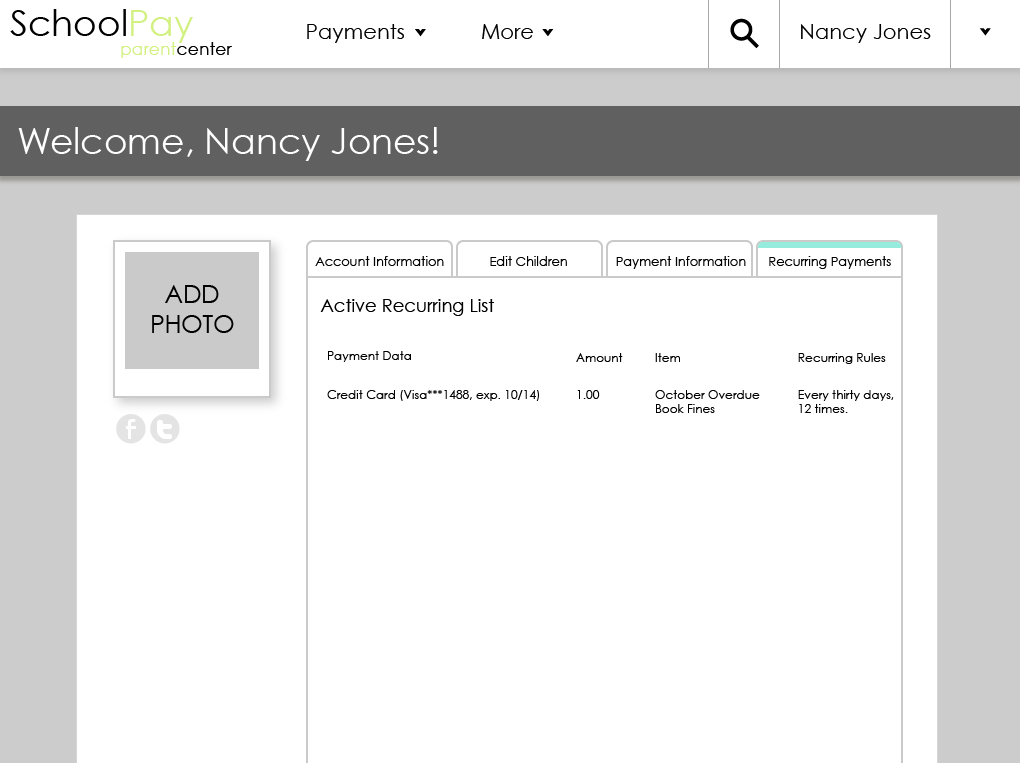 SchoolPay
parentcenter
Payments
More
Nancy Jones
Welcome, Nancy Jones!
ADD
PHOTO
Account Information
Edit Children
Payment Information
Recurring Payments
Active Recurring List
Payment Data
Amount
Item
Recurring Rules
Credit Card (Visa***1488, exp. 10/14)
1.00
October Overdue
Book Fines
Every thirty days,
12 times.